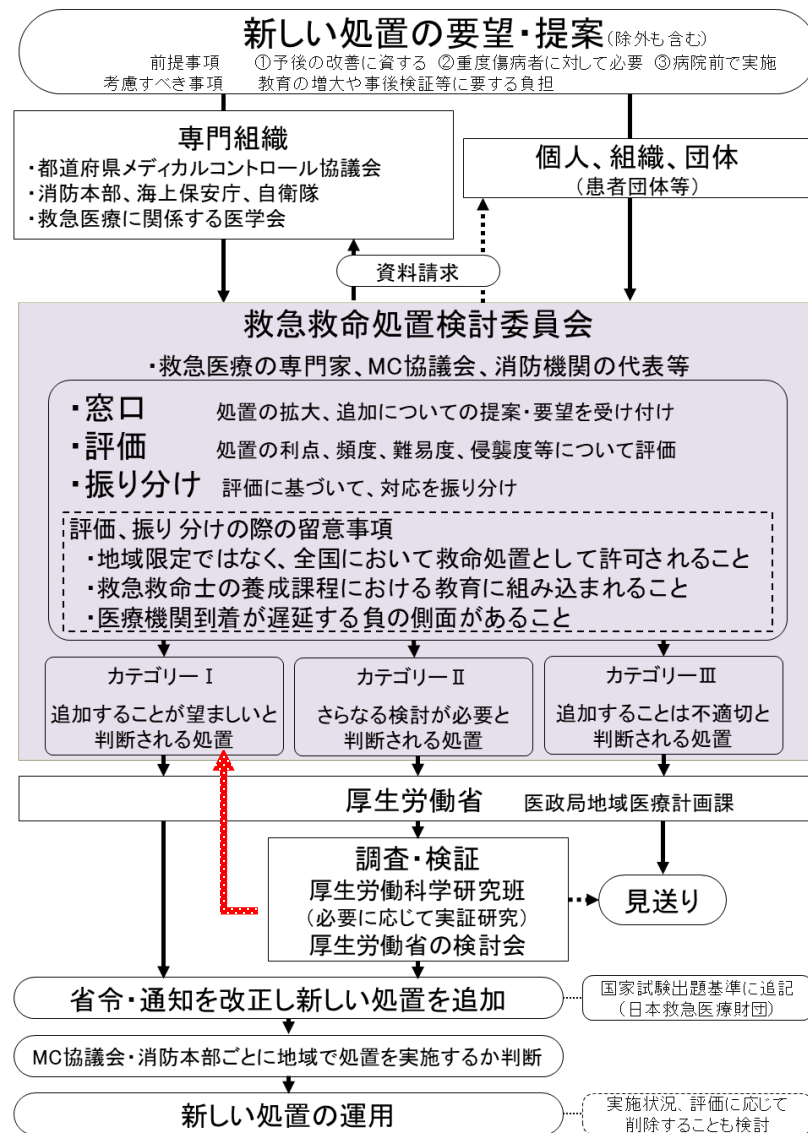 新しい処置の要望・提案(除外も含む)
前提事項 ①予後の改善に資する ②重度傷病者に対して必要 ③病院前で実施
考慮すべき事項 教育の増大や事後検証等に要する負担
専門組織
・都道府県メディカルコントロール協議会
・消防本部、海上保安庁、自衛隊
・救急医療に関係する医学会
個人、組織、団体
(患者団体等)
資料請求
救急救命処置検討委員会
・救急医療の専門家、MC協議会、消防機関の代表等
・窓口 処置の拡大、追加についての提案・要望を受け付け
・評価 処置の利点、頻度、難易度、侵襲度等について評価
・振り分け 評価に基づいて、対応を振り分け
評価、振り分けの際の留意事項
・地域限定ではなく、全国において救命処置として許可されること
・救急救命士の養成課程における教育に組み込まれること
・医療機関到着が遅延する負の側面があること
カテゴリーⅠ
追加することが望ましいと
判断される処置
カテゴリーⅡ
さらなる検討が必要と
判断される処置
カテゴリーⅢ
追加することは不適切と
判断される処置
厚生労働省 医政局地域医療計画課
調査・検証
厚生労働科学研究班
(必要に応じて実証研究)
厚生労働省の検討会
見送り
省令・通知を改正し新しい処置を追加
国家試験出題基準に追記
(日本救急医療財団)
MC協議会・消防本部ごとに地域で処置を実施するか判断
新しい処置の運用
実施状況、評価に応じて
削除することも検討